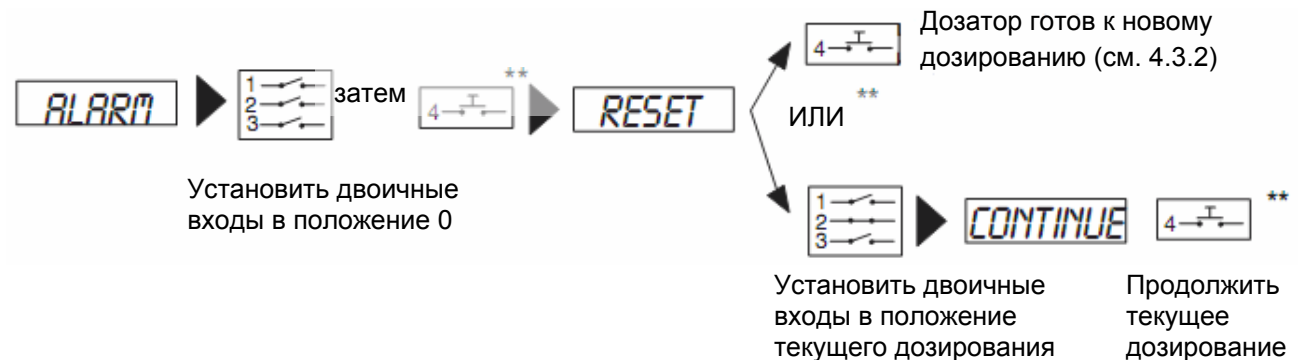 ALARM
1
2
3
затем
**
4
RESET
Установить двоичные
входы в положение 0
4
Дозатор готов к новому
дозированию (см. 4.3.2)
ИЛИ **
1
2
3
CONTINUE
4
**
Установить двоичные
входы в положение
текущего дозирования
Продолжить
текущее
дозирование